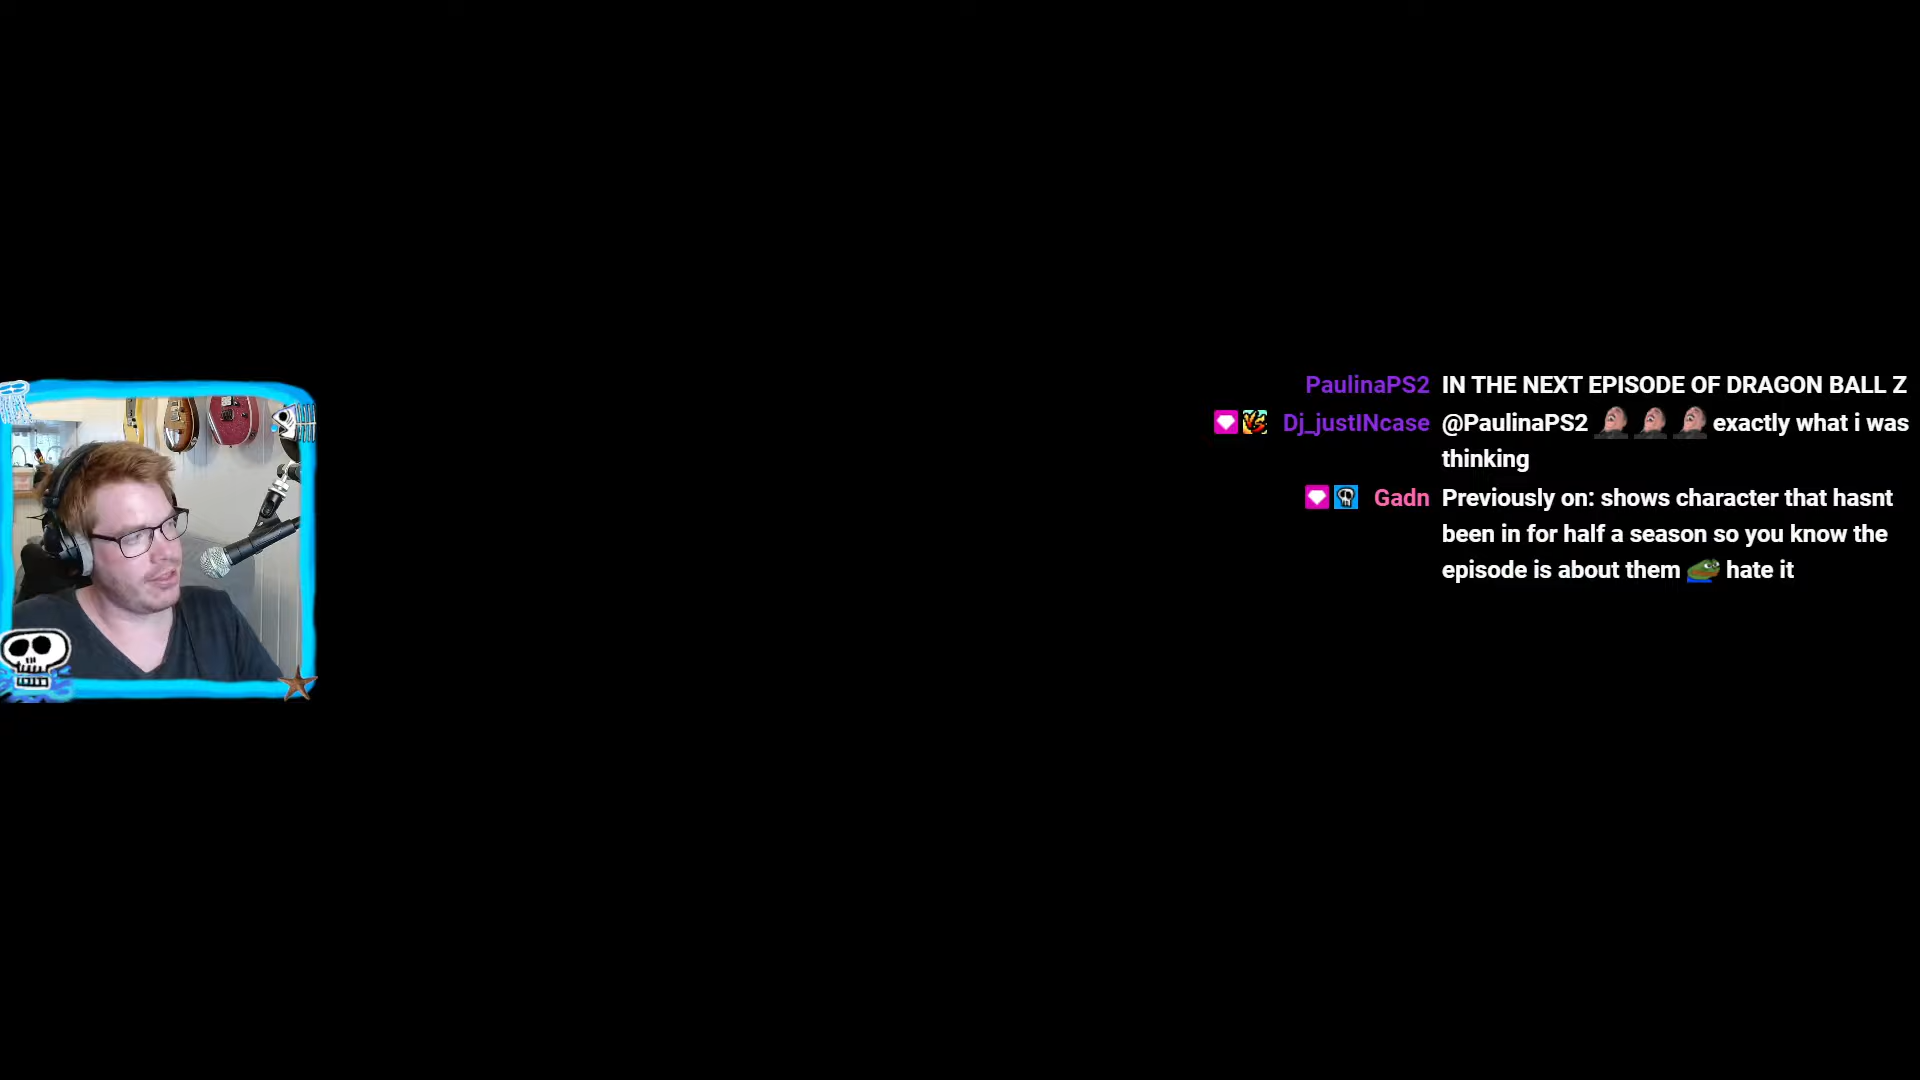 PaulinaPS2 IN THE NEXT EPISODE OF DRAGON BALL Z
Dj_justINcase @PaulinaPS2 exactly what i was
thinking
Gadn Previously on: shows character that hasnt
been in for half a season so you know the
episode is about them hate it